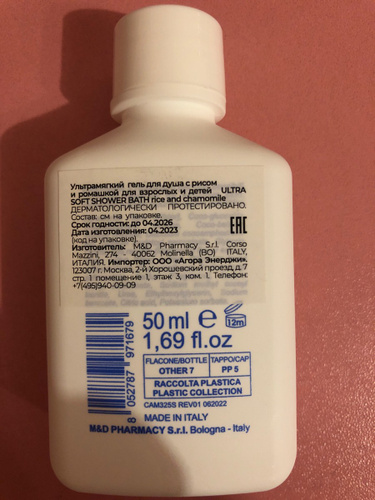 Ультрамягкий гель для душа с рисом
и ромашкой для взрослых и детей ULTRA
SOFT SHOWER BATH rice and chamomile
ДЕРМАТОЛОГИЧЕСКИ ПРОТЕСТИРОВАНО.
Состав: см на упаковке.
Срок годности: до 04.2026
Дата изготовления: 04.2023
(код на упаковке).
EAC
Изготовитель: M&D Pharmacy S.r.l. Corso
Mazzini, 274 - 40062 Molinella (BO) ITALY,
ИТАЛИЯ. Импортер: ООО «Агора Энерджи».
123007 г. Москва, 2-й Хорошевский проезд, д 7
стр. 1 помещение 1, этаж 3, ком. 1, Телефон:
+7(495)940-09-09
50 ml e 12m
1,69 fl.oz
FLACONE/BOTTLE TAPPO/CAP
OTHER 7 PP 5
RACCOLTA PLASTICA
PLASTIC COLLECTION
CAM325S REV01 062022
MADE IN ITALY
M&D PHARMACY S.r.l. Bologna - Italy
8 052787 971679